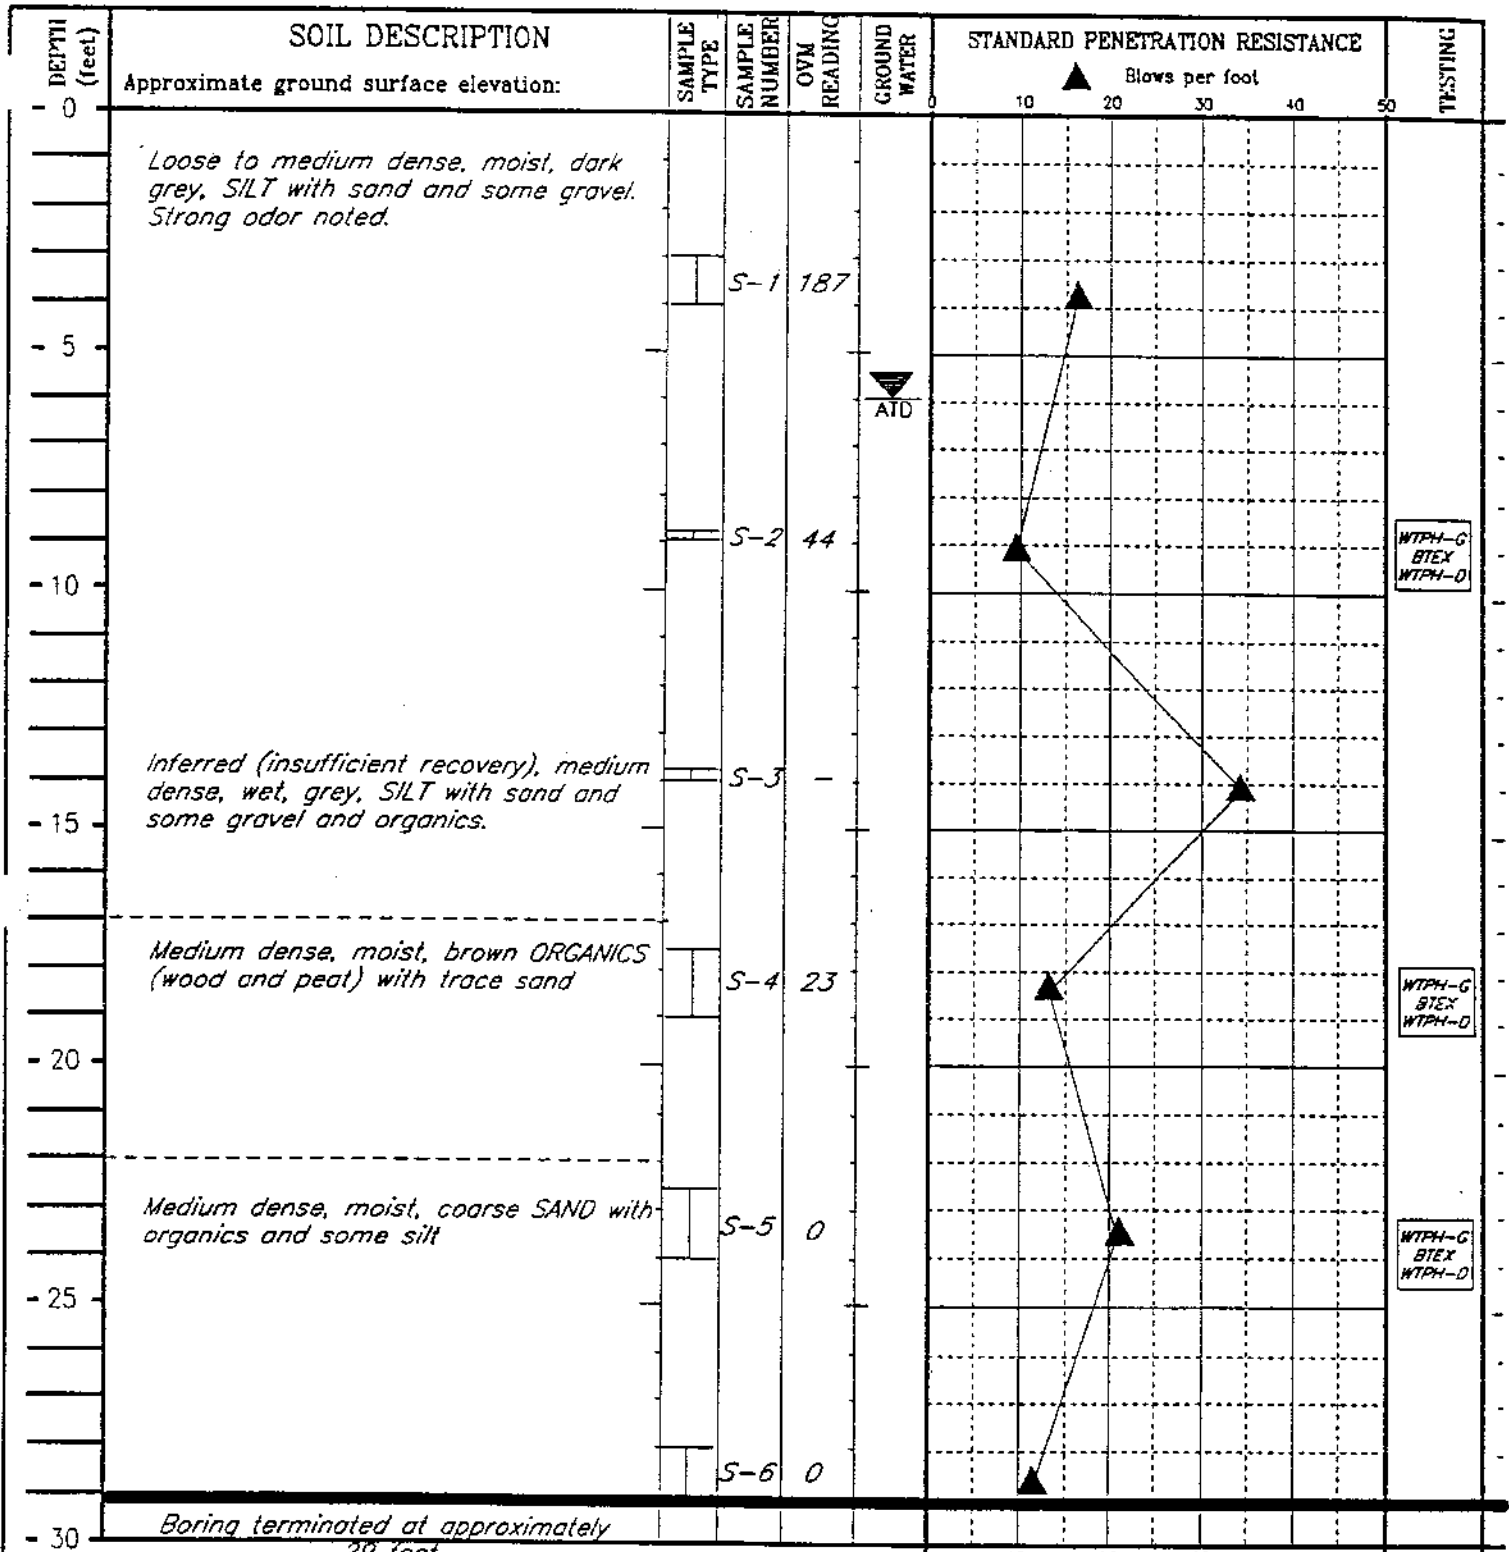 DEPTH
(feet)
SOIL DESCRIPTION
Approximate ground surface elevation:
SAMPLE
TYPE
SAMPLE
NUMBER
OVM
READING
GROUND
WATER
STANDARD PENETRATION RESISTANCE
▲ Blows per foot
0 10 20 30 40 50
TESTING
- 0 -
Loose to medium dense, moist, dark
grey, SILT with sand and some gravel.
Strong odor noted.
S-1 187
- 5 -
ATD
S-2 44
WTPH-G
BTEX
WTPH-D
- 10 -
Inferred (insufficient recovery), medium
dense, wet, grey, SILT with sand and
some gravel and organics.
S-3 -
- 15 -
Medium dense, moist, brown ORGANICS
(wood and peat) with trace sand
S-4 23
WTPH-G
BTEX
WTPH-D
- 20 -
Medium dense, moist, coarse SAND with
organics and some silt
S-5 0
WTPH-G
BTEX
WTPH-D
- 25 -
S-6 0
Boring terminated at approximately
- 30